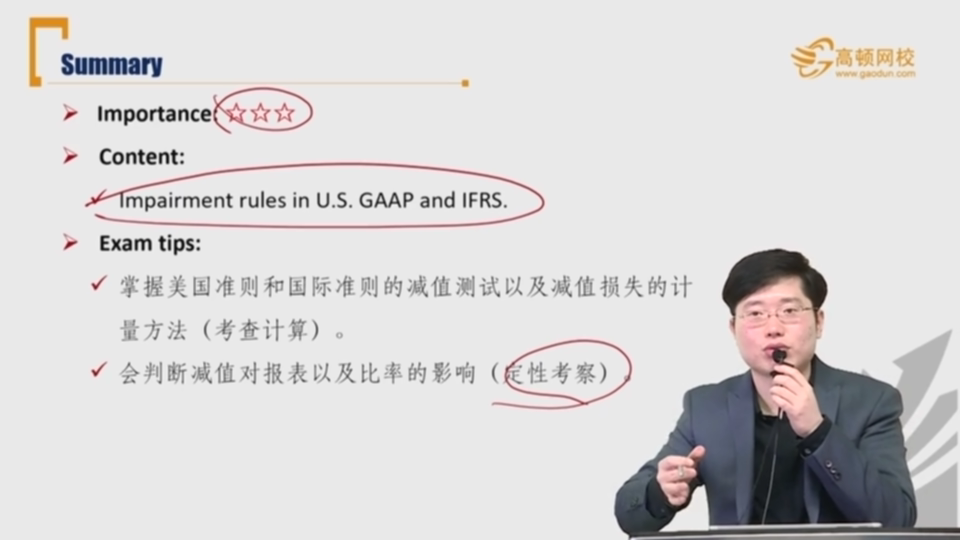 Summary
高顿网校
www.gaodun.com
Importance: ☆☆☆
Content:
Impairment rules in U.S. GAAP and IFRS.
Exam tips:
掌握美国准则和国际准则的减值测试以及减值损失的计
量方法（考查计算）。
会判断减值对报表以及比率的影响（定性考察）。